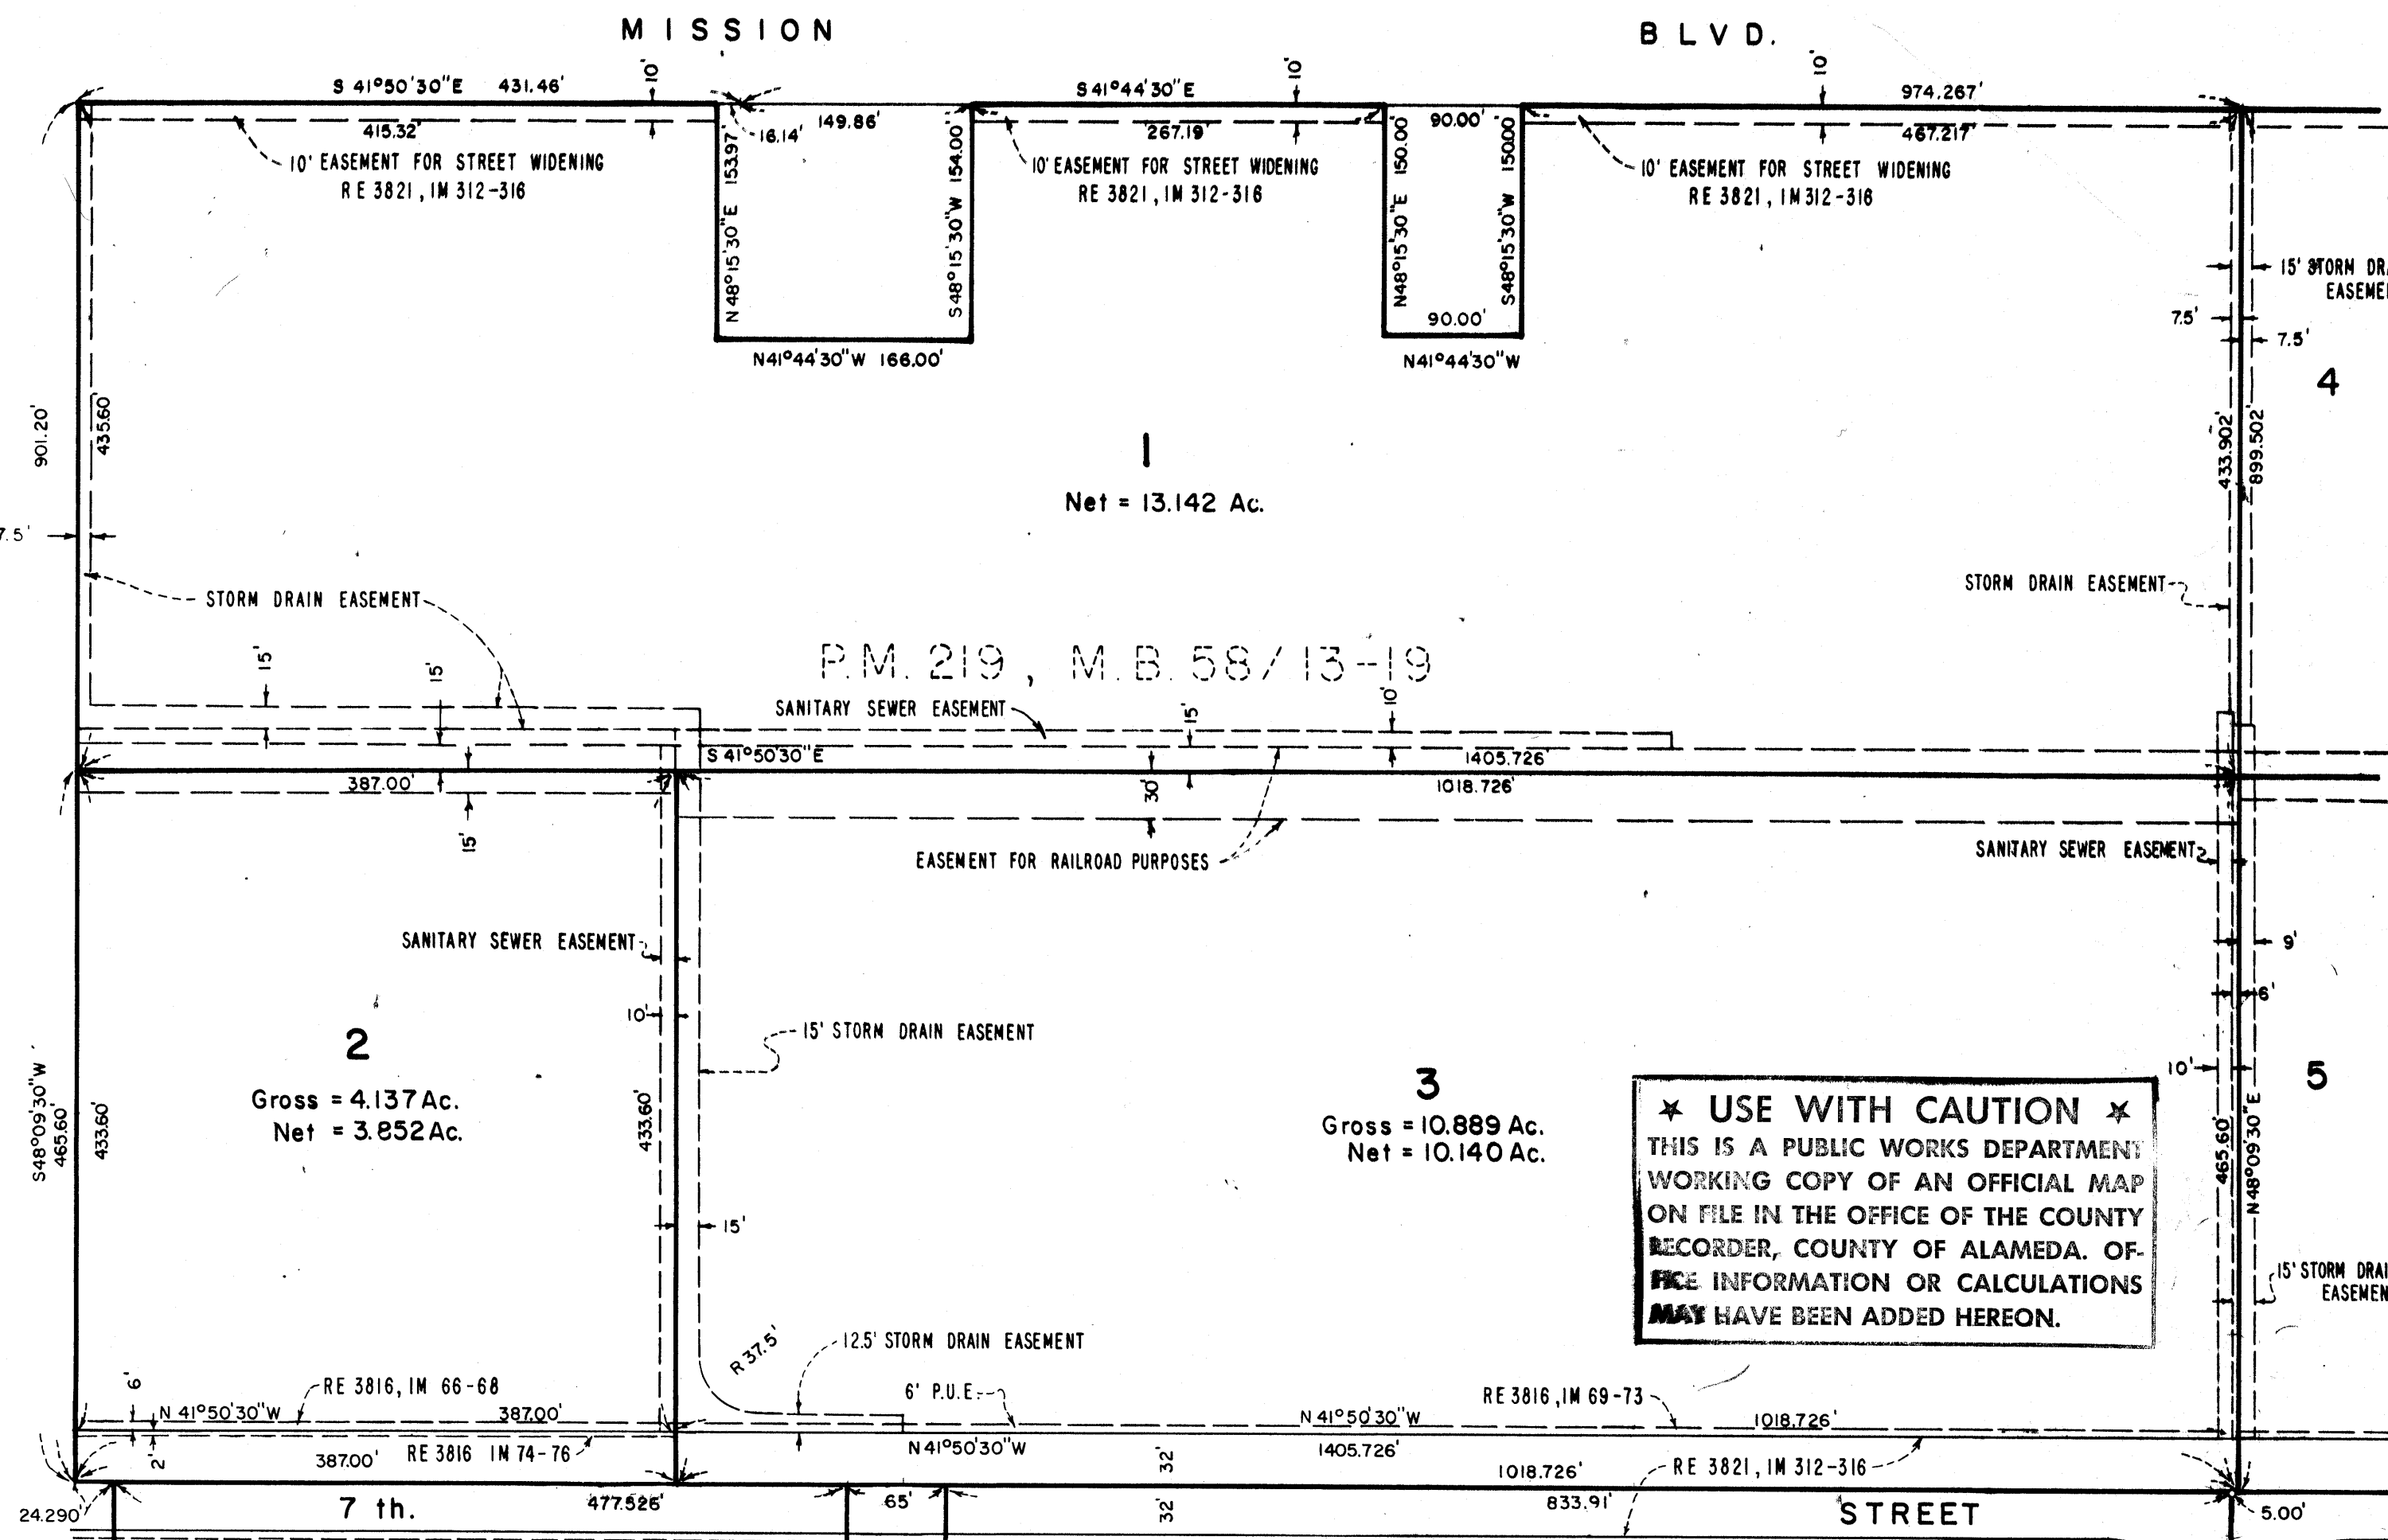 MISSION BLVD.
S 41°50'30"E 431.46'
10'
S 41°44'30"E
10'
10'
974.267'
415.32'
16.14'
149.86'
267.19'
90.00'
467.217'
10' EASEMENT FOR STREET WIDENING
RE 3821, IM 312-316
10' EASEMENT FOR STREET WIDENING
RE 3821, IM 312-316
10' EASEMENT FOR STREET WIDENING
RE 3821, IM 312-316
N 48°15'30"E 153.97'
S 48°15'30"W 154.00'
N48°15'30"E 150.00'
S48°15'30"W 150.00'
N41°44'30"W 166.00'
90.00'
N41°44'30"W
15' STORM DR
EASEME
7.5'
7.5'
4
901.20'
435.60'
433.902'
899.502'
1
Net = 13.142 Ac.
7.5'
STORM DRAIN EASEMENT
STORM DRAIN EASEMENT
P.M. 219, M.B. 58/13-19
15'
15'
SANITARY SEWER EASEMENT
15'
10'
S 41°50'30"E
1405.726'
387.00'
30'
1018.726'
15'
EASEMENT FOR RAILROAD PURPOSES
SANITARY SEWER EASEMENT
SANITARY SEWER EASEMENT
9'
6'
10'
15' STORM DRAIN EASEMENT
10'
2
Gross = 4.137 Ac.
Net = 3.852 Ac.
3
Gross = 10.889 Ac.
Net = 10.140 Ac.
5
S48°09'30"W
465.60'
433.60'
433.60'
465.60'
N48°09'30"E
15'
USE WITH CAUTION
THIS IS A PUBLIC WORKS DEPARTMENT
WORKING COPY OF AN OFFICIAL MAP
ON FILE IN THE OFFICE OF THE COUNTY
RECORDER, COUNTY OF ALAMEDA. OF-
FICE INFORMATION OR CALCULATIONS
MAY HAVE BEEN ADDED HEREON.
15' STORM DRAI
EASEMEN
R 37.5'
12.5' STORM DRAIN EASEMENT
6'
RE 3816, IM 66-68
6' P.U.E.
RE 3816, IM 69-73
N 41°50'30"W
387.00'
N 41°50'30"W
1018.726'
2'
387.00'
RE 3816 IM 74-76
N 41°50'30"W
32'
1405.726'
1018.726'
RE 3821, IM 312-316
24.290'
7 th.
477.526'
65'
32'
833.91'
STREET
5.00'